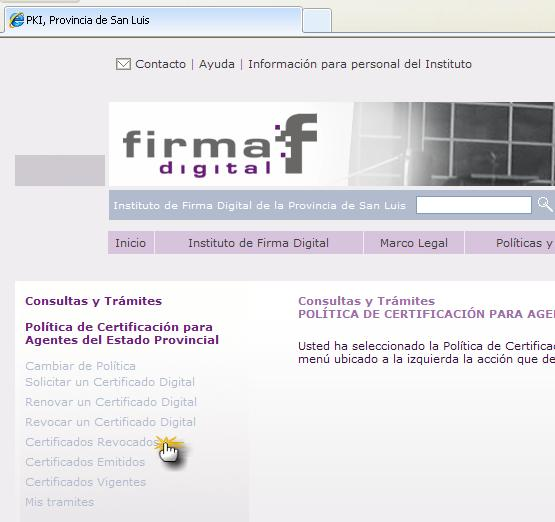 PKI, Provincia de San Luis
Contacto | Ayuda | Información para personal del Instituto
firma
digital
Instituto de Firma Digital de la Provincia de San Luis
Inicio
Instituto de Firma Digital
Marco Legal
Políticas y
Consultas y Trámites
Política de Certificación para
Agentes del Estado Provincial
Cambiar de Política
Solicitar un Certificado Digital
Renovar un Certificado Digital
Revocar un Certificado Digital
Certificados Revocados
Certificados Emitidos
Certificados Vigentes
Mis tramites
Consultas y Trámites
POLÍTICA DE CERTIFICACIÓN PARA AGE
Usted ha seleccionado la Política de Certifica
menú ubicado a la izquierda la acción que de